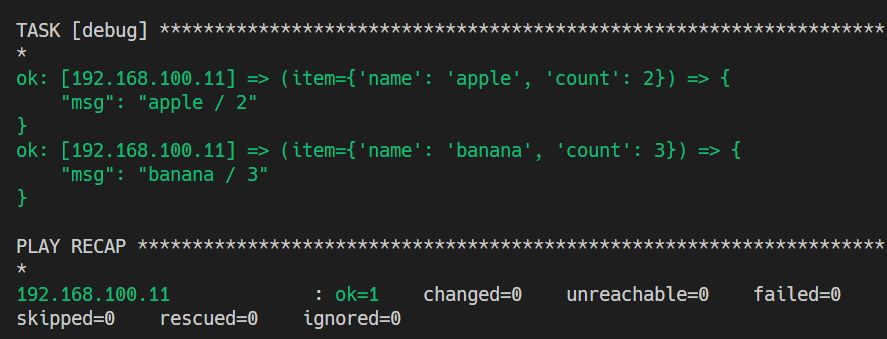 TASK [debug] ******************************************************************
*
ok: [192.168.100.11] => (item={'name': 'apple', 'count': 2}) => {
    "msg": "apple / 2"
}
ok: [192.168.100.11] => (item={'name': 'banana', 'count': 3}) => {
    "msg": "banana / 3"
}
PLAY RECAP ********************************************************************
*
192.168.100.11             : ok=1    changed=0    unreachable=0    failed=0
skipped=0    rescued=0    ignored=0